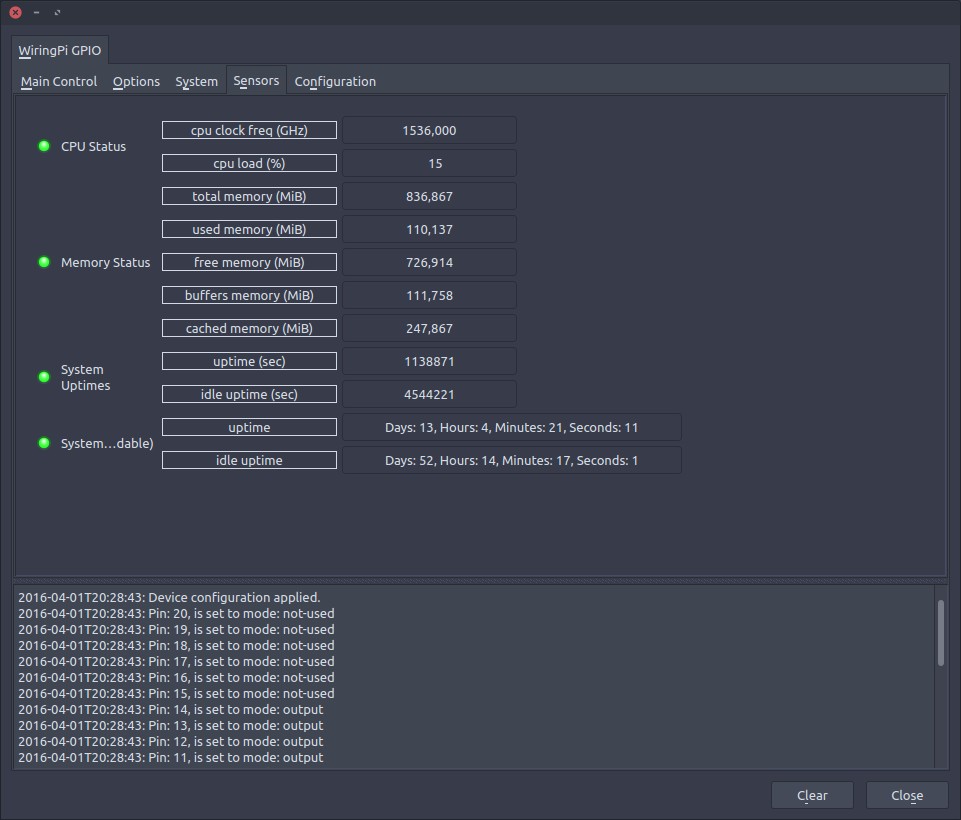 WiringPi GPIO
Main Control Options System Sensors Configuration
CPU Status
cpu clock freq (GHz) 1536,000
cpu load (%) 15
total memory (MiB) 836,867
used memory (MiB) 110,137
Memory Status free memory (MiB) 726,914
buffers memory (MiB) 111,758
cached memory (MiB) 247,867
System
Uptimes
uptime (sec) 1138871
idle uptime (sec) 4544221
System...dable)
uptime Days: 13, Hours: 4, Minutes: 21, Seconds: 11
idle uptime Days: 52, Hours: 14, Minutes: 17, Seconds: 1
2016-04-01T20:28:43: Device configuration applied.
2016-04-01T20:28:43: Pin: 20, is set to mode: not-used
2016-04-01T20:28:43: Pin: 19, is set to mode: not-used
2016-04-01T20:28:43: Pin: 18, is set to mode: not-used
2016-04-01T20:28:43: Pin: 17, is set to mode: not-used
2016-04-01T20:28:43: Pin: 16, is set to mode: not-used
2016-04-01T20:28:43: Pin: 15, is set to mode: not-used
2016-04-01T20:28:43: Pin: 14, is set to mode: output
2016-04-01T20:28:43: Pin: 13, is set to mode: output
2016-04-01T20:28:43: Pin: 12, is set to mode: output
2016-04-01T20:28:43: Pin: 11, is set to mode: output
Clear Close